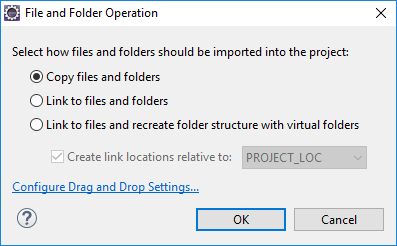 File and Folder Operation
Select how files and folders should be imported into the project:
Copy files and folders
Link to files and folders
Link to files and recreate folder structure with virtual folders
Create link locations relative to: PROJECT_LOC
Configure Drag and Drop Settings...
? OK Cancel